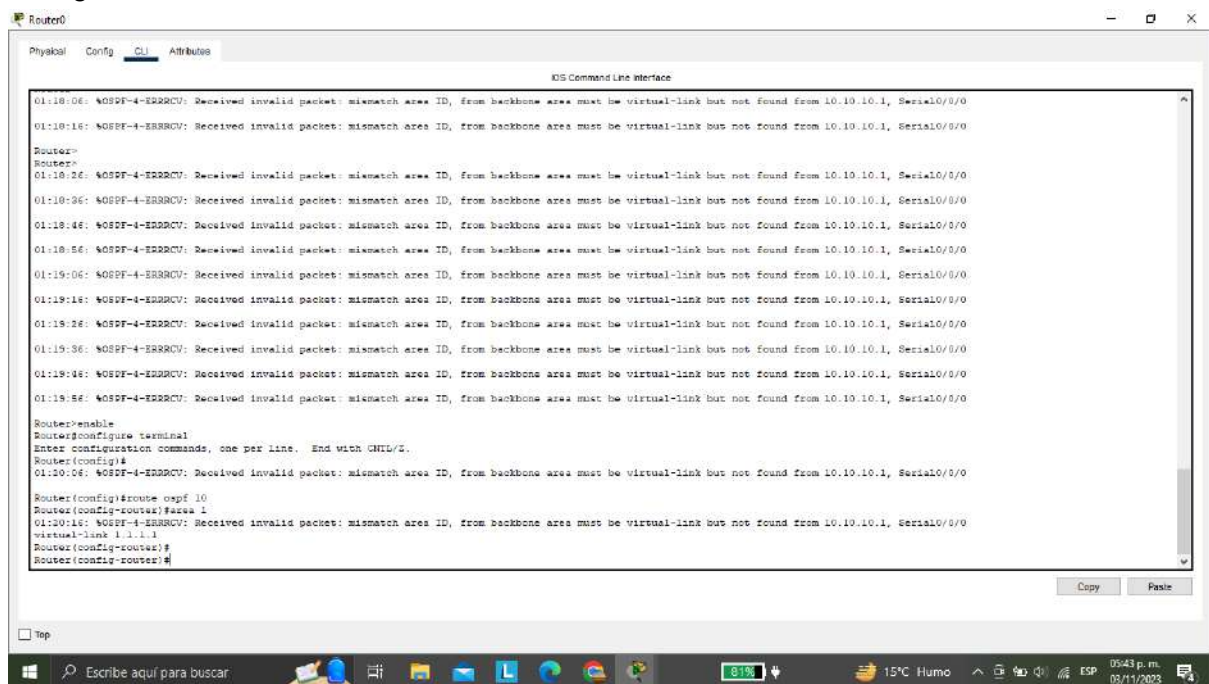 Router0
Physical Config CLI Attributes
IOS Command Line Interface
01:18:06: %OSPF-4-ERRRCV: Received invalid packet: mismatch area ID, from backbone area must be virtual-link but not found from 10.10.10.1, Serial0/0/0
01:18:16: %OSPF-4-ERRRCV: Received invalid packet: mismatch area ID, from backbone area must be virtual-link but not found from 10.10.10.1, Serial0/0/0
Router>
Router>
01:18:26: %OSPF-4-ERRRCV: Received invalid packet: mismatch area ID, from backbone area must be virtual-link but not found from 10.10.10.1, Serial0/0/0
01:18:36: %OSPF-4-ERRRCV: Received invalid packet: mismatch area ID, from backbone area must be virtual-link but not found from 10.10.10.1, Serial0/0/0
01:18:46: %OSPF-4-ERRRCV: Received invalid packet: mismatch area ID, from backbone area must be virtual-link but not found from 10.10.10.1, Serial0/0/0
01:18:56: %OSPF-4-ERRRCV: Received invalid packet: mismatch area ID, from backbone area must be virtual-link but not found from 10.10.10.1, Serial0/0/0
01:19:06: %OSPF-4-ERRRCV: Received invalid packet: mismatch area ID, from backbone area must be virtual-link but not found from 10.10.10.1, Serial0/0/0
01:19:16: %OSPF-4-ERRRCV: Received invalid packet: mismatch area ID, from backbone area must be virtual-link but not found from 10.10.10.1, Serial0/0/0
01:19:26: %OSPF-4-ERRRCV: Received invalid packet: mismatch area ID, from backbone area must be virtual-link but not found from 10.10.10.1, Serial0/0/0
01:19:36: %OSPF-4-ERRRCV: Received invalid packet: mismatch area ID, from backbone area must be virtual-link but not found from 10.10.10.1, Serial0/0/0
01:19:46: %OSPF-4-ERRRCV: Received invalid packet: mismatch area ID, from backbone area must be virtual-link but not found from 10.10.10.1, Serial0/0/0
01:19:56: %OSPF-4-ERRRCV: Received invalid packet: mismatch area ID, from backbone area must be virtual-link but not found from 10.10.10.1, Serial0/0/0
Router>enable
Router#configure terminal
Enter configuration commands, one per line. End with CNTL/Z.
Router(config)#
01:20:06: %OSPF-4-ERRRCV: Received invalid packet: mismatch area ID, from backbone area must be virtual-link but not found from 10.10.10.1, Serial0/0/0
Router(config)#route ospf 10
Router(config-router)#area 1
01:20:16: %OSPF-4-ERRRCV: Received invalid packet: mismatch area ID, from backbone area must be virtual-link but not found from 10.10.10.1, Serial0/0/0
virtual-link 1.1.1.1
Router(config-router)#
Router(config-router)#
Copy Paste
Top
Escribe aquí para buscar
81%
15°C Humo
ESP
05:43 p. m.
03/11/2023